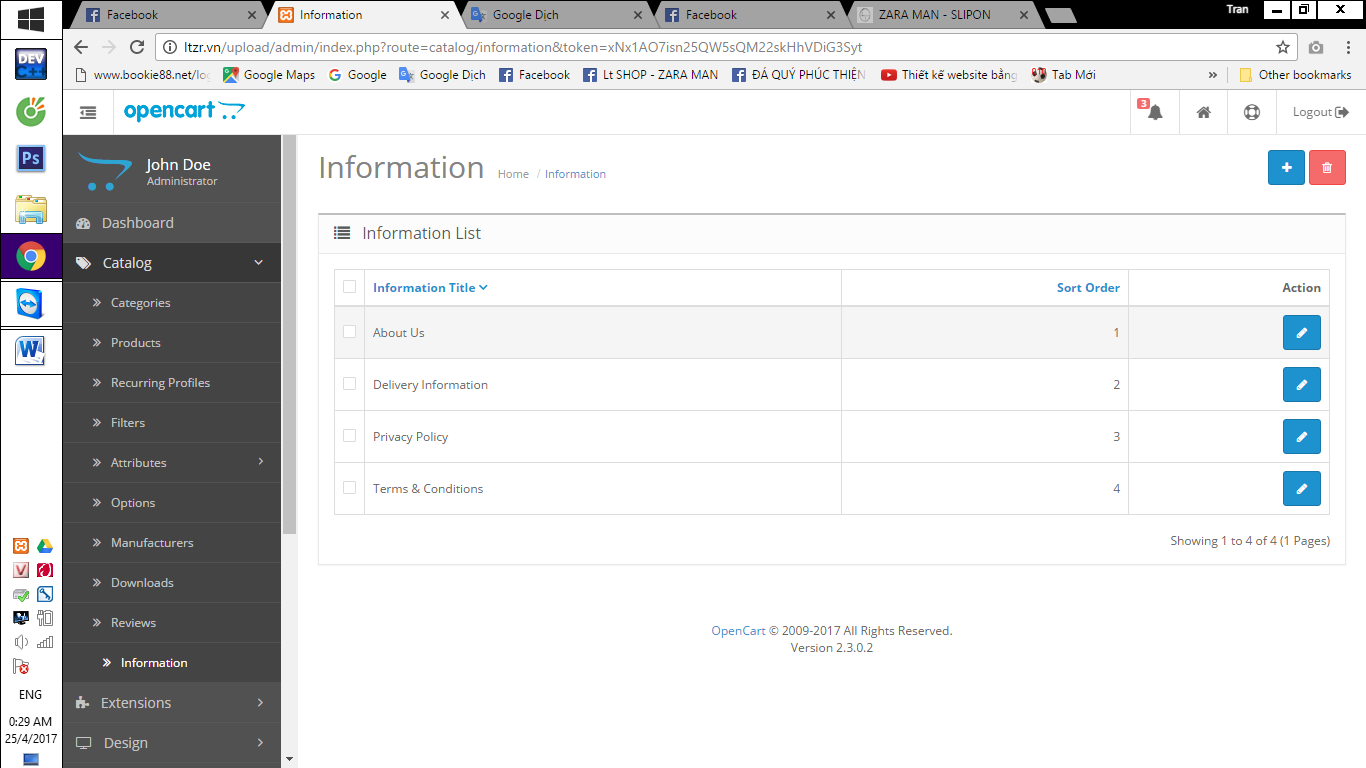 Facebook
Information
Google Dịch
Facebook
ZARA MAN - SLIPON
Tran
ltzr.vn/upload/admin/index.php?route=catalog/information&token=xNx1AO7isn25QW5sQM22skHhVDiG3Syt
www.bookie88.net/log
Google Maps
Google
Google Dịch
Facebook
Lt SHOP - ZARA MAN
ĐÁ QUÝ PHÚC THIỆN
Thiết kế website bằng
Tab Mới
»
Other bookmarks
DEV
C++
Ps
W
opencart
3
Logout
John Doe
Administrator
Dashboard
Catalog
Categories
Products
Recurring Profiles
Filters
Attributes
Options
Manufacturers
Downloads
Reviews
Information
Extensions
Design
Information
Home / Information
Information List
Information Title Sort Order Action
About Us 1
Delivery Information 2
Privacy Policy 3
Terms & Conditions 4
Showing 1 to 4 of 4 (1 Pages)
OpenCart © 2009-2017 All Rights Reserved.
Version 2.3.0.2
ENG
0:29 AM
25/4/2017